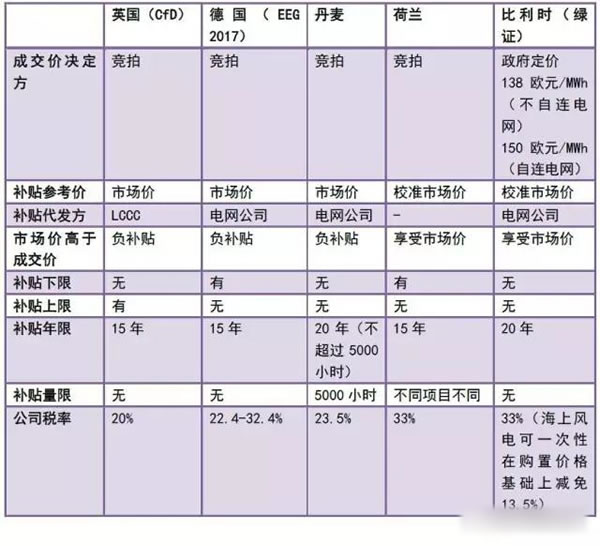 英国（CfD） 德国（EEG 2017） 丹麦 荷兰 比利时（绿证）
成交价决定方 竞拍 竞拍 竞拍 竞拍 政府定价 138 欧元/MWh（不自连电网） 150 欧元/MWh（自连电网）
补贴参考价 市场价 市场价 市场价 校准市场价 校准市场价
补贴代发方 LCCC 电网公司 电网公司 - 电网公司
市场价高于成交价 负补贴 负补贴 负补贴 享受市场价 享受市场价
补贴下限 无 有 无 有 无
补贴上限 有 无 无 无 无
补贴年限 15 年 15 年 20 年（不超过 5000 小时） 15 年 20 年
补贴量限 无 无 5000 小时 不同项目不同 无
公司税率 20% 22.4-32.4% 23.5% 33% 33%（海上风电可一次性在购置价格基础上减免 13.5%）